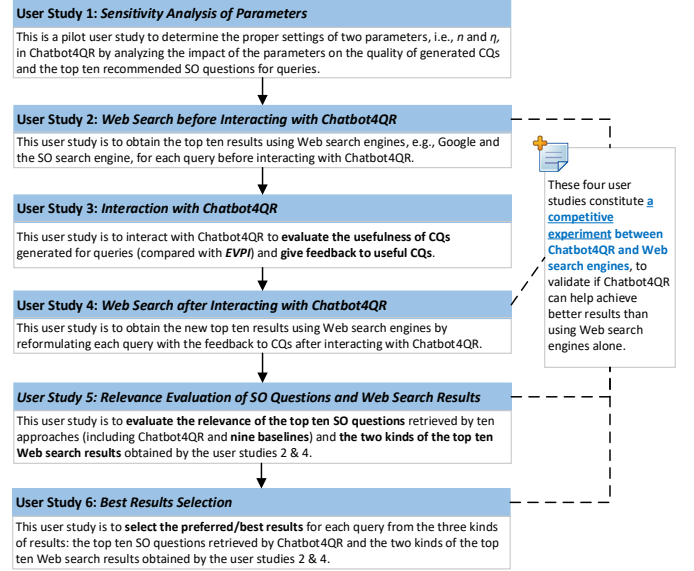 User Study 1: Sensitivity Analysis of Parameters
This is a pilot user study to determine the proper settings of two parameters, i.e., n and η,
in Chatbot4QR by analyzing the impact of the parameters on the quality of generated CQs
and the top ten recommended SO questions for queries.
User Study 2: Web Search before Interacting with Chatbot4QR
This user study is to obtain the top ten results using Web search engines, e.g., Google and
the SO search engine, for each query before interacting with Chatbot4QR.
User Study 3: Interaction with Chatbot4QR
This user study is to interact with Chatbot4QR to evaluate the usefulness of CQs
generated for queries (compared with EVPI) and give feedback to useful CQs.
User Study 4: Web Search after Interacting with Chatbot4QR
This user study is to obtain the new top ten results using Web search engines by
reformulating each query with the feedback to CQs after interacting with Chatbot4QR.
User Study 5: Relevance Evaluation of SO Questions and Web Search Results
This user study is to evaluate the relevance of the top ten SO questions retrieved by ten
approaches (including Chatbot4QR and nine baselines) and the two kinds of the top ten
Web search results obtained by the user studies 2 & 4.
User Study 6: Best Results Selection
This user study is to select the preferred/best results for each query from the three kinds
of results: the top ten SO questions retrieved by Chatbot4QR and the two kinds of the top
ten Web search results obtained by the user studies 2 & 4.
These four user
studies constitute a
competitive
experiment between
Chatbot4QR and Web
search engines, to
validate if Chatbot4QR
can help achieve
better results than
using Web search
engines alone.